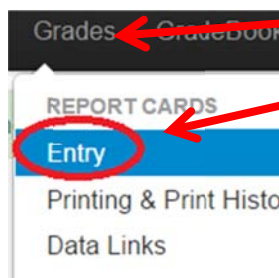 Grades GradeBook
REPORT CARDS
Entry
Printing & Print Histo
Data Links